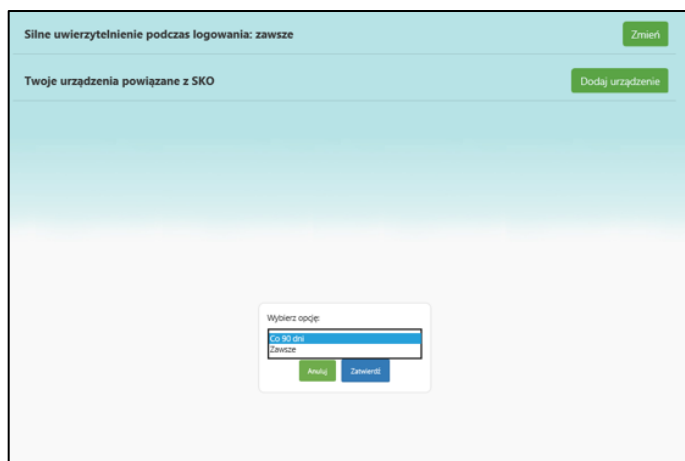 Silne uwierzytelnienie podczas logowania: zawsze
Zmień
Twoje urządzenia powiązane z SKO
Dodaj urządzenie
Wybierz opcję:
Co 90 dni
Zawsze
Anuluj
Zatwierdź